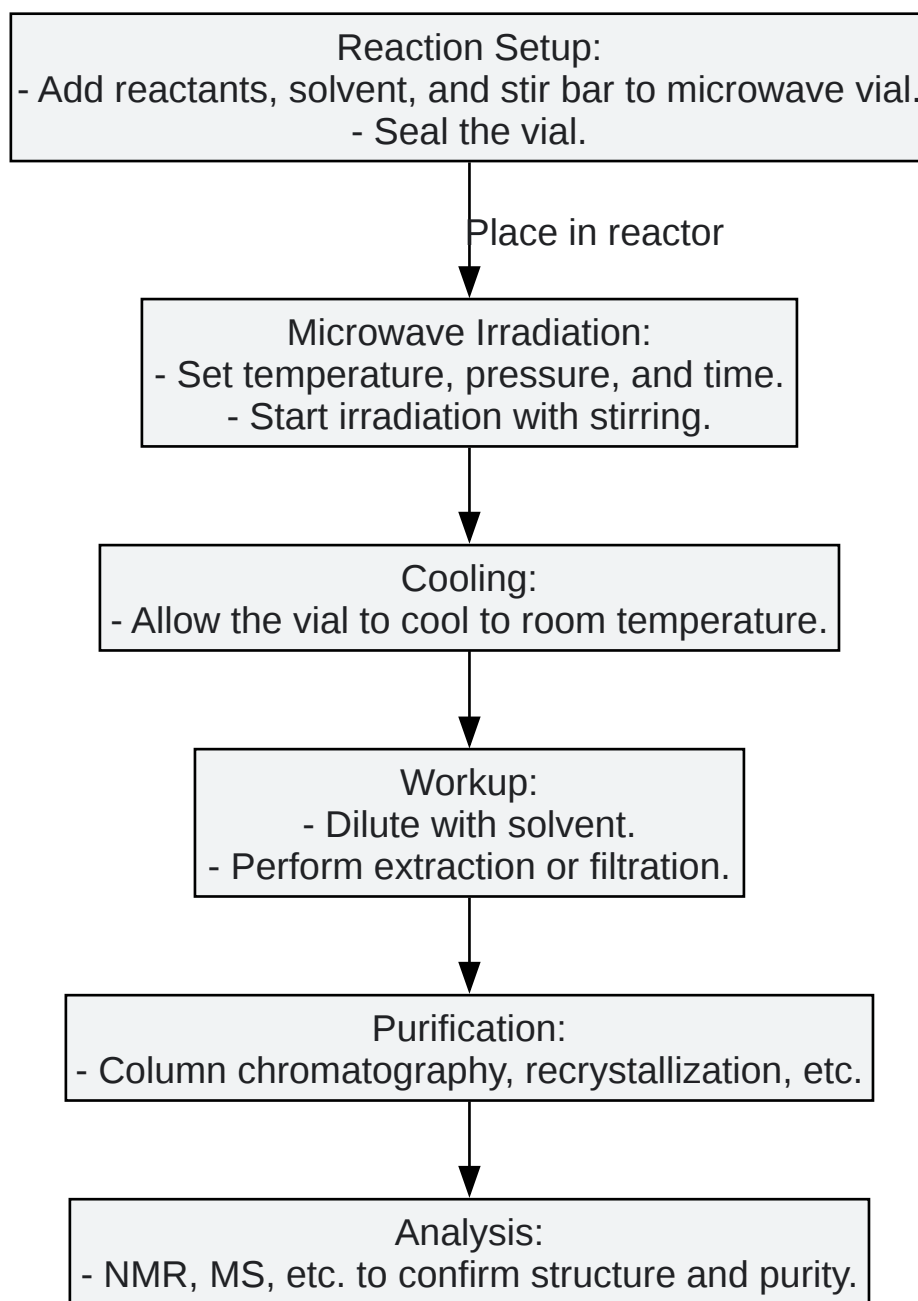 Reaction Setup:
- Add reactants, solvent, and stir bar to microwave vial.
- Seal the vial.
Place in reactor
Microwave Irradiation:
- Set temperature, pressure, and time.
- Start irradiation with stirring.
Cooling:
- Allow the vial to cool to room temperature.
Workup:
- Dilute with solvent.
- Perform extraction or filtration.
Purification:
- Column chromatography, recrystallization, etc.
Analysis:
- NMR, MS, etc. to confirm structure and purity.